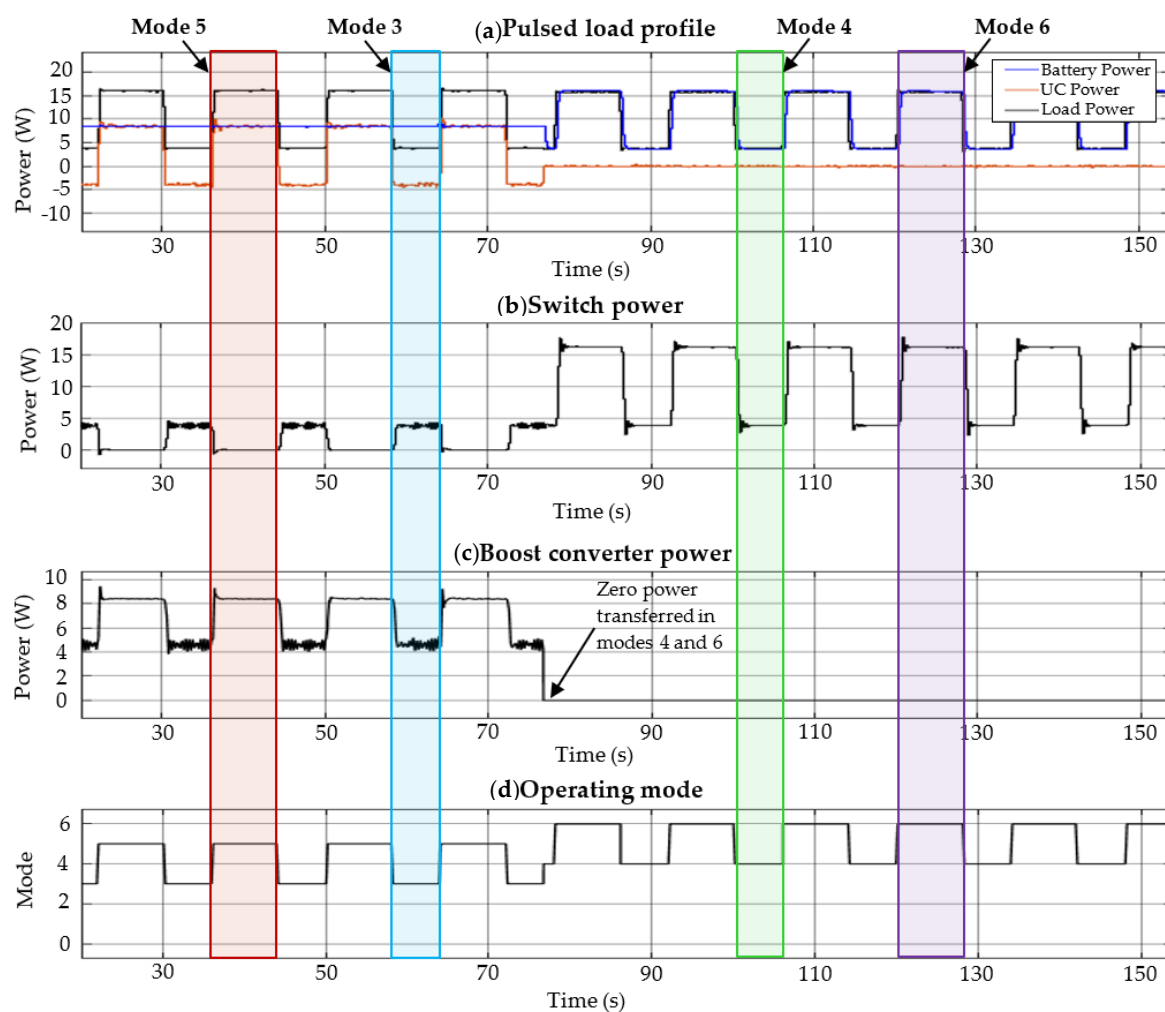 Mode 5
Mode 3
(a)Pulsed load profile
Mode 4
Mode 6
Battery Power
UC Power
Load Power
Power (W)
20
15
10
5
0
-5
-10
30
50
70
90
110
130
150
Time (s)
(b)Switch power
Power (W)
20
15
10
5
0
30
50
70
90
110
130
150
Time (s)
(c)Boost converter power
Zero power
transferred in
modes 4 and 6
Power (W)
10
8
6
4
2
0
30
50
70
90
110
130
150
Time (s)
(d)Operating mode
Mode
6
4
2
0
30
50
70
90
110
130
150
Time (s)